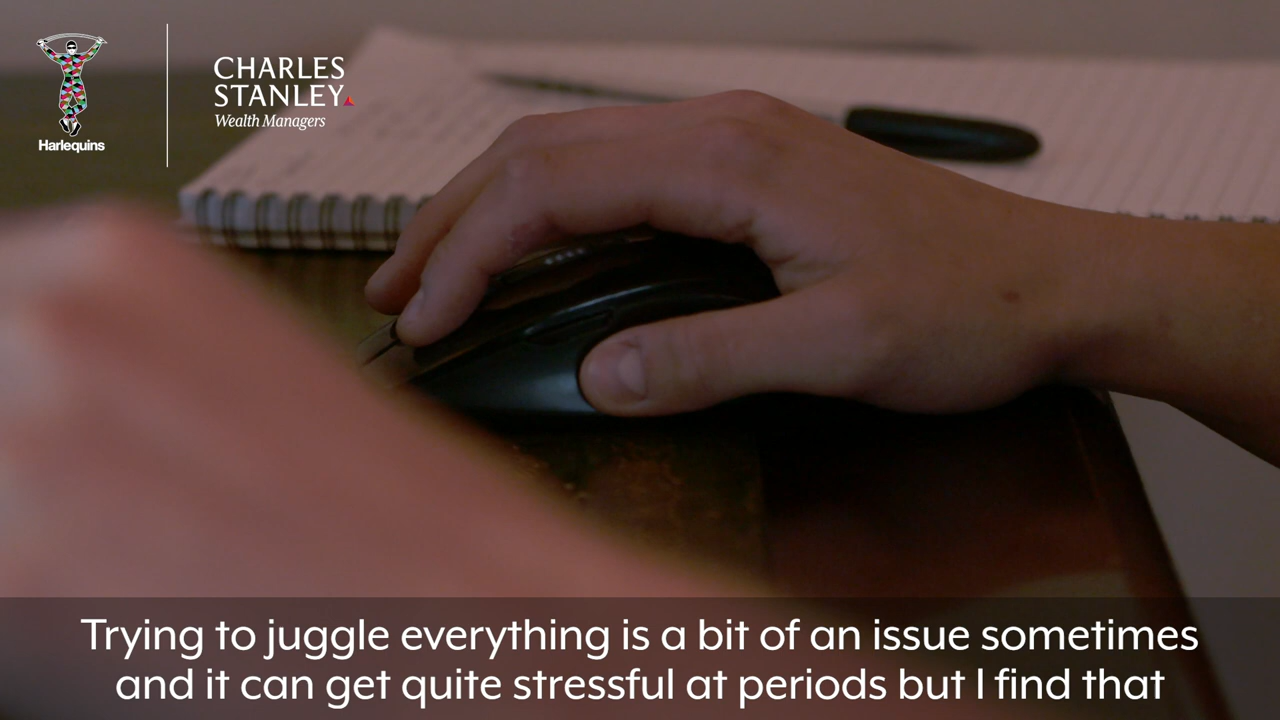 Harlequins
CHARLES
STANLEY
Wealth Managers
Trying to juggle everything is a bit of an issue sometimes
and it can get quite stressful at periods but I find that